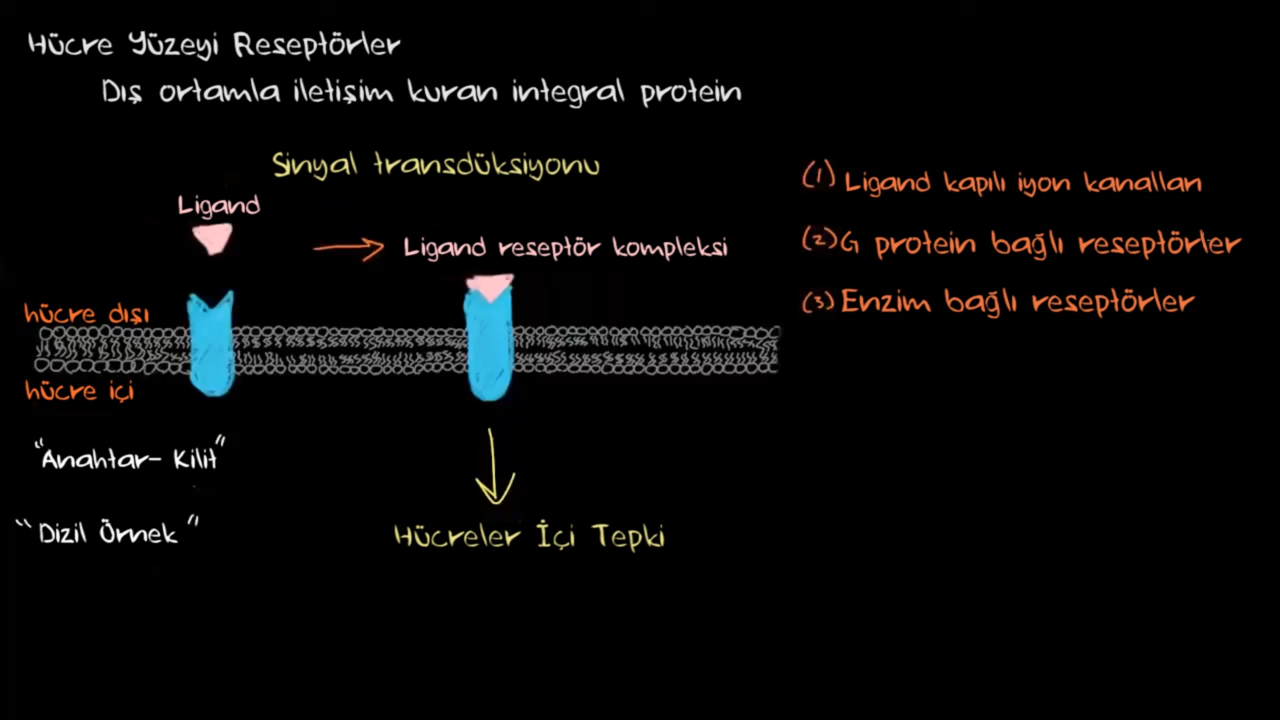 Hücre Yüzeyi Reseptörler
Dış ortamla iletişim kuran integral protein
Sinyal transdüksiyonu
Ligand
Ligand reseptör kompleksi
hücre dışı
hücre içi
"Anahtar- Kilit"
"Dizil Örnek"
Hücreler İçi Tepki
(1) Ligand kapılı iyon kanalları
(2) G protein bağlı reseptörler
(3) Enzim bağlı reseptörler